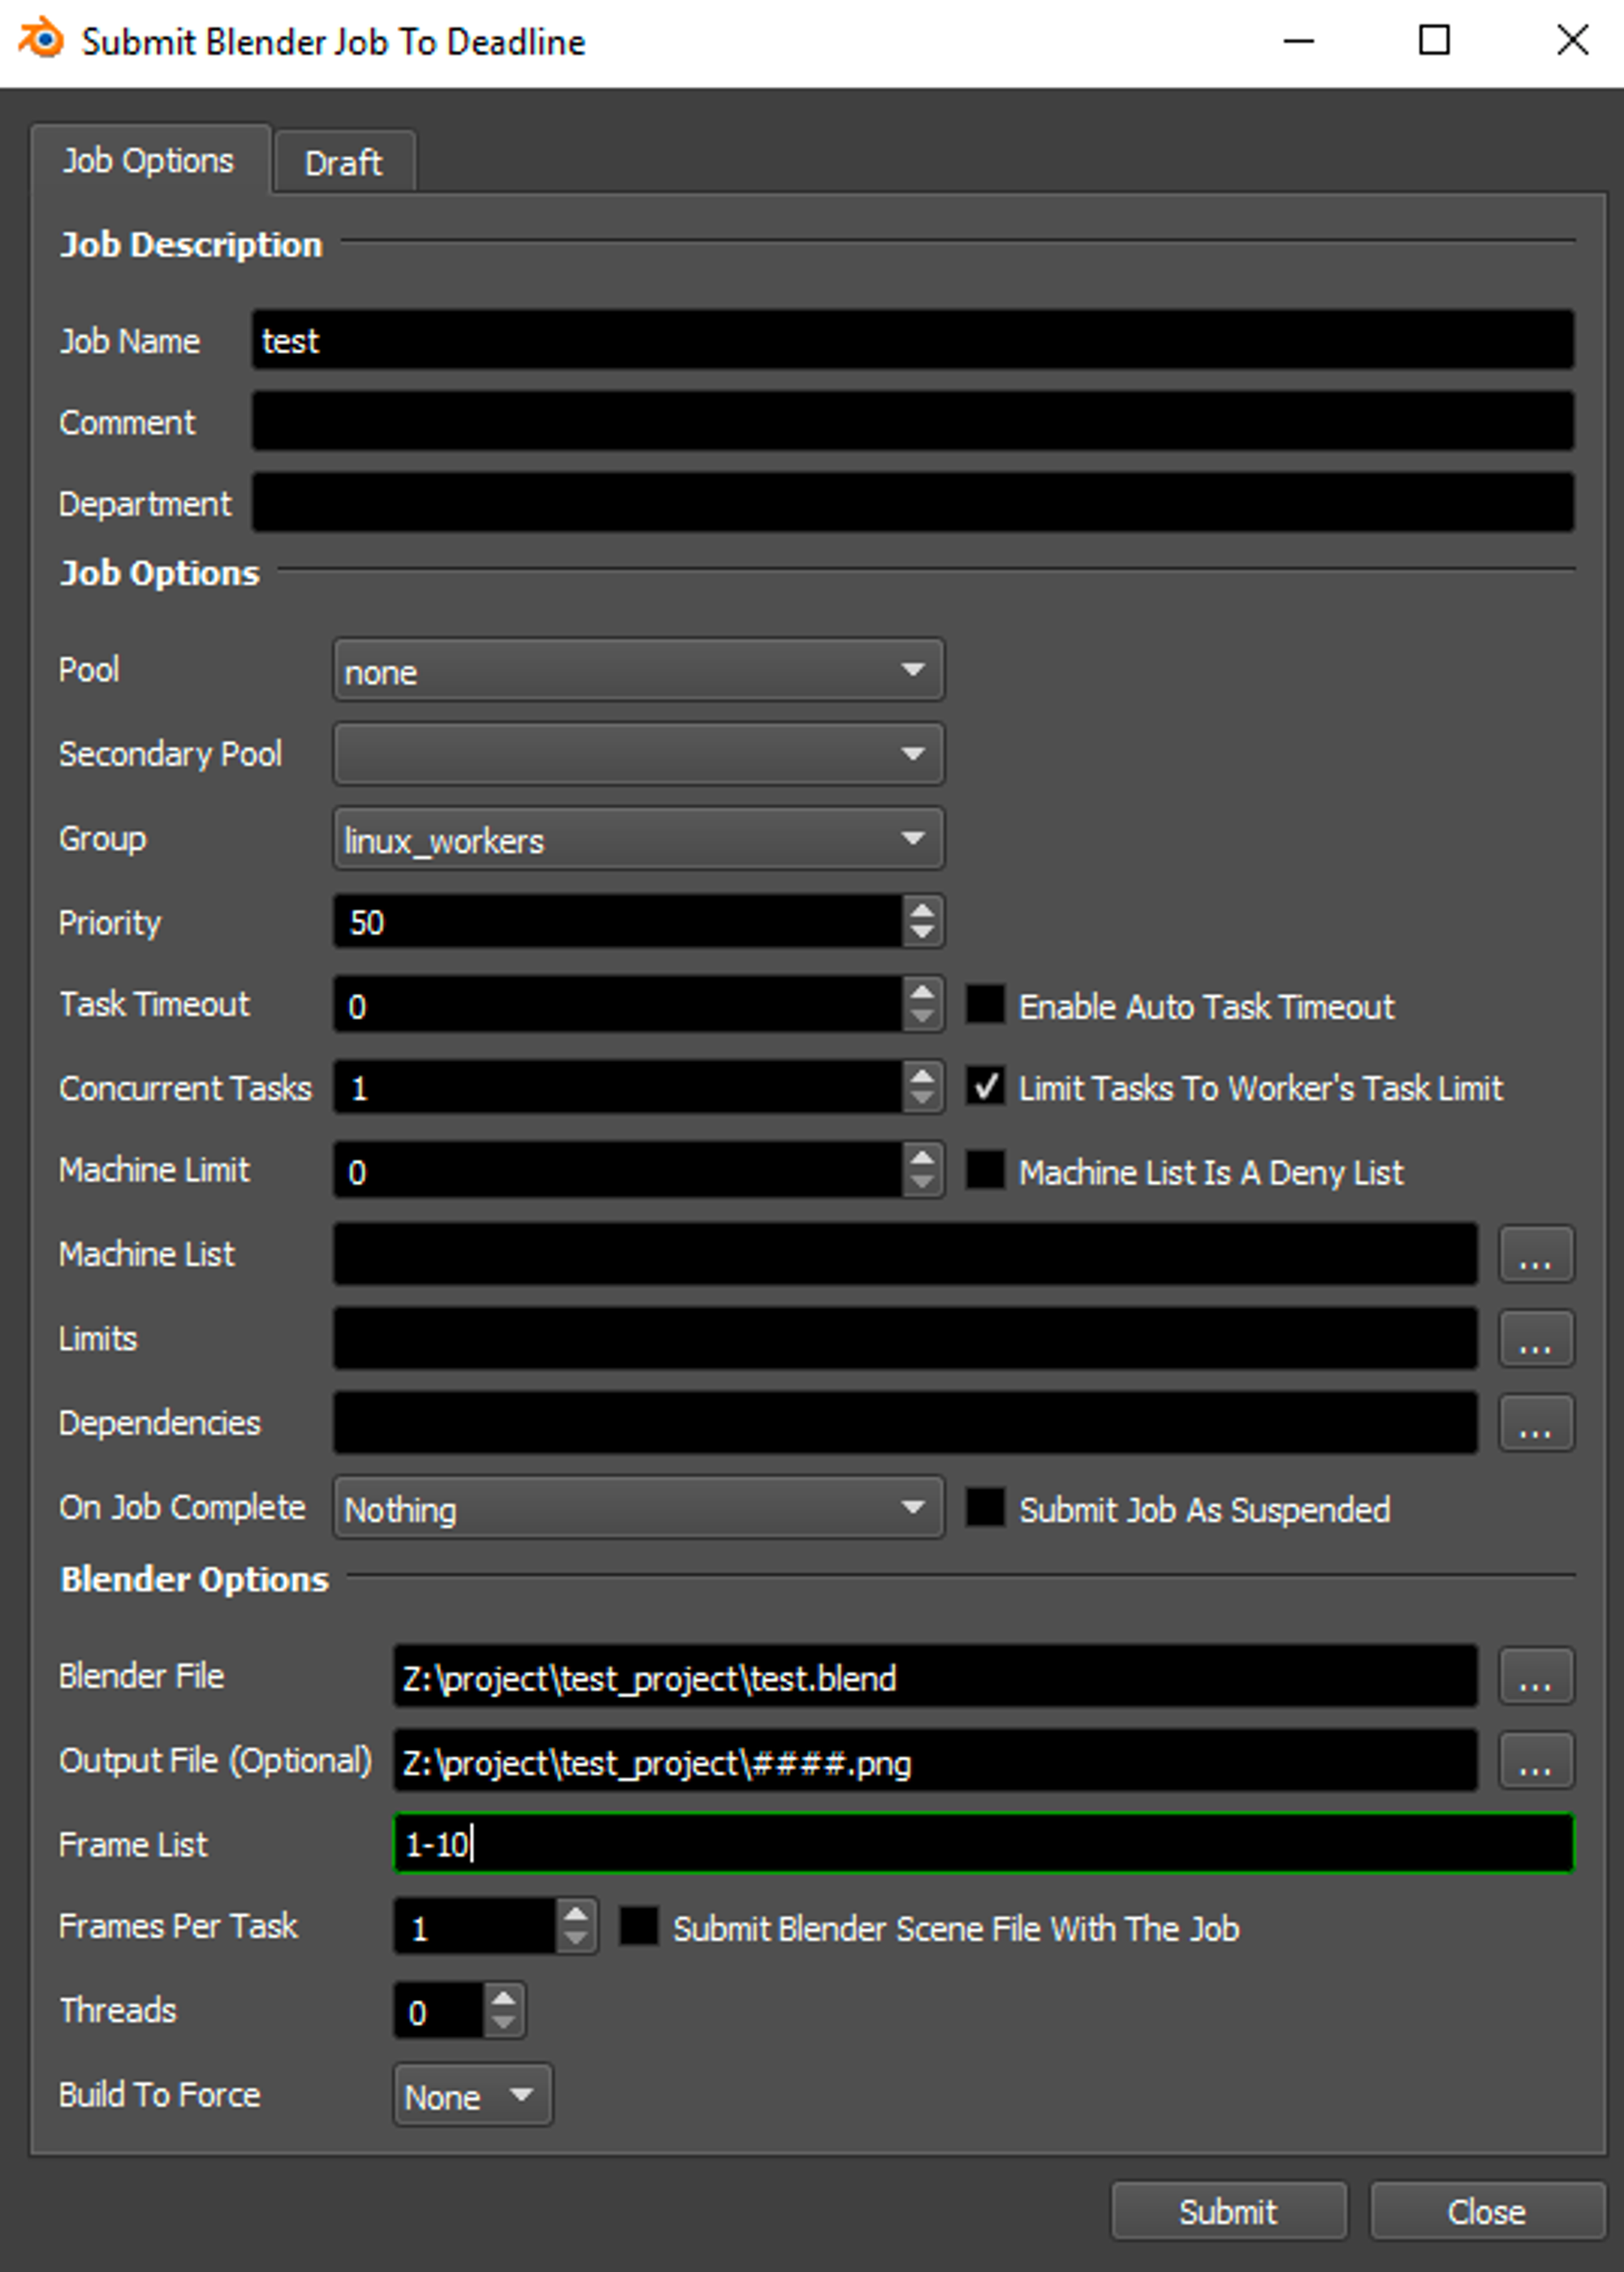 Submit Blender Job To Deadline
Job Options Draft
Job Description
Job Name test
Comment
Department
Job Options
Pool none
Secondary Pool
Group linux_workers
Priority 50
Task Timeout 0 Enable Auto Task Timeout
Concurrent Tasks 1 Limit Tasks To Worker's Task Limit
Machine Limit 0 Machine List Is A Deny List
Machine List ...
Limits ...
Dependencies ...
On Job Complete Nothing Submit Job As Suspended
Blender Options
Blender File Z:\project\test_project\test.blend ...
Output File (Optional) Z:\project\test_project\####.png ...
Frame List 1-10
Frames Per Task 1 Submit Blender Scene File With The Job
Threads 0
Build To Force None
Submit Close